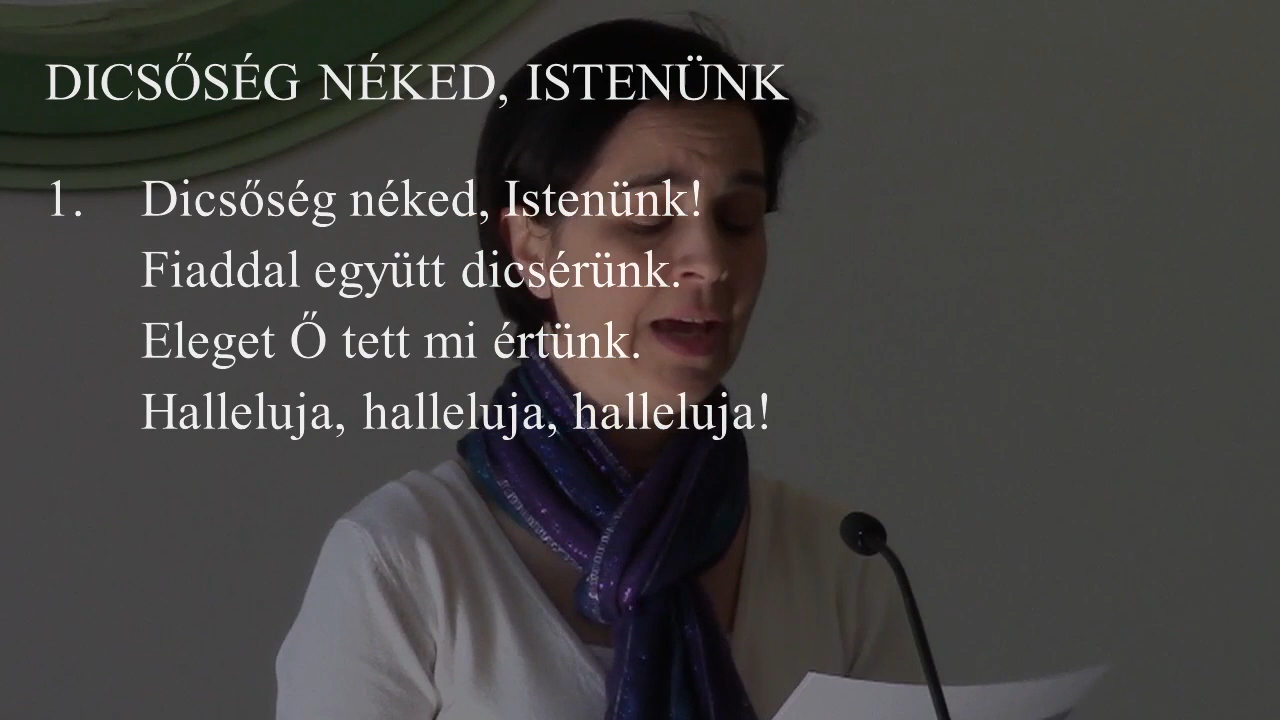 DICSŐSÉG NÉKED, ISTENÜNK
1. Dicsőség néked, Istenünk!
Fiaddal együtt dicsérünk.
Eleget Ő tett mi értünk.
Halleluja, halleluja, halleluja!